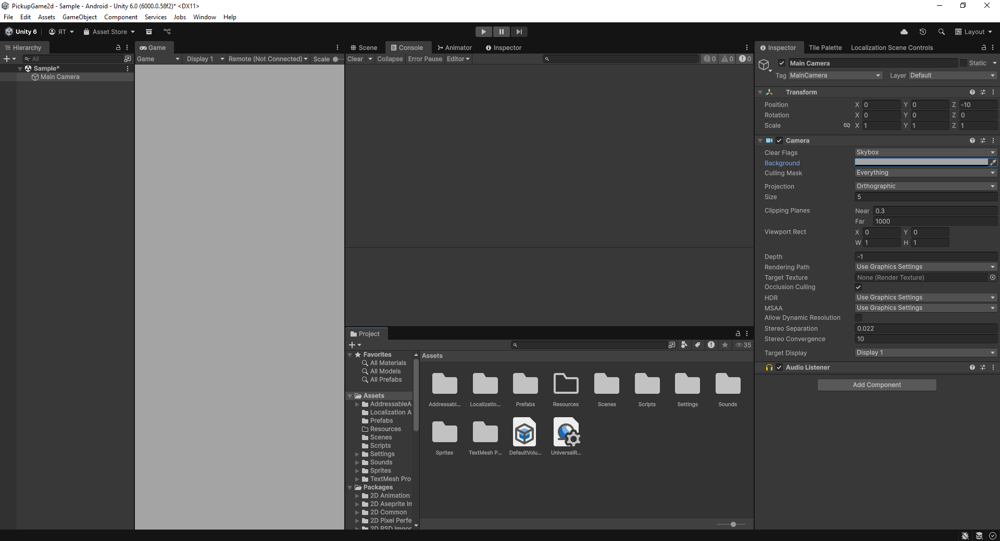 PickupGame2d - Sample - Android - Unity 6.0 (6000.0.58f2)* <DX11>
File Edit Assets GameObject Component Services Jobs Window Help
Unity 6 ЯТ Asset Store Layout
Hierarchy
All
Sample*
Main Camera
Game
Game Display 1 Remote (Not Connected) Scale
Scene Console Animator Inspector
Clear Collapse Error Pause Editor 0 0 0
Project
35
Favorites
All Materials
All Models
All Prefabs
Assets
AddressableA
Localization A
Prefabs
Resources
Scenes
Scripts
Settings
Sounds
Sprites
TextMesh Pro
Packages
2D Animation
2D Aseprite Im
2D Common
2D Pixel Perfe
2D PSD Impor
Assets
Addressabl... Localizatio... Prefabs Resources Scenes Scripts Settings Sounds
Sprites TextMesh P... DefaultVolu... UniversalR...
Inspector Tile Palette Localization Scene Controls
Main Camera Static
Tag MainCamera Layer Default
Transform
Position X 0 Y 0 Z -10
Rotation X 0 Y 0 Z 0
Scale X 1 Y 1 Z 1
Camera
Clear Flags Skybox
Background
Culling Mask Everything
Projection Orthographic
Size 5
Clipping Planes Near 0.3
Far 1000
Viewport Rect X 0 Y 0
W 1 H 1
Depth -1
Rendering Path Use Graphics Settings
Target Texture None (Render Texture)
Occlusion Culling
HDR Use Graphics Settings
MSAA Use Graphics Settings
Allow Dynamic Resolution
Stereo Separation 0.022
Stereo Convergence 10
Target Display Display 1
Audio Listener
Add Component